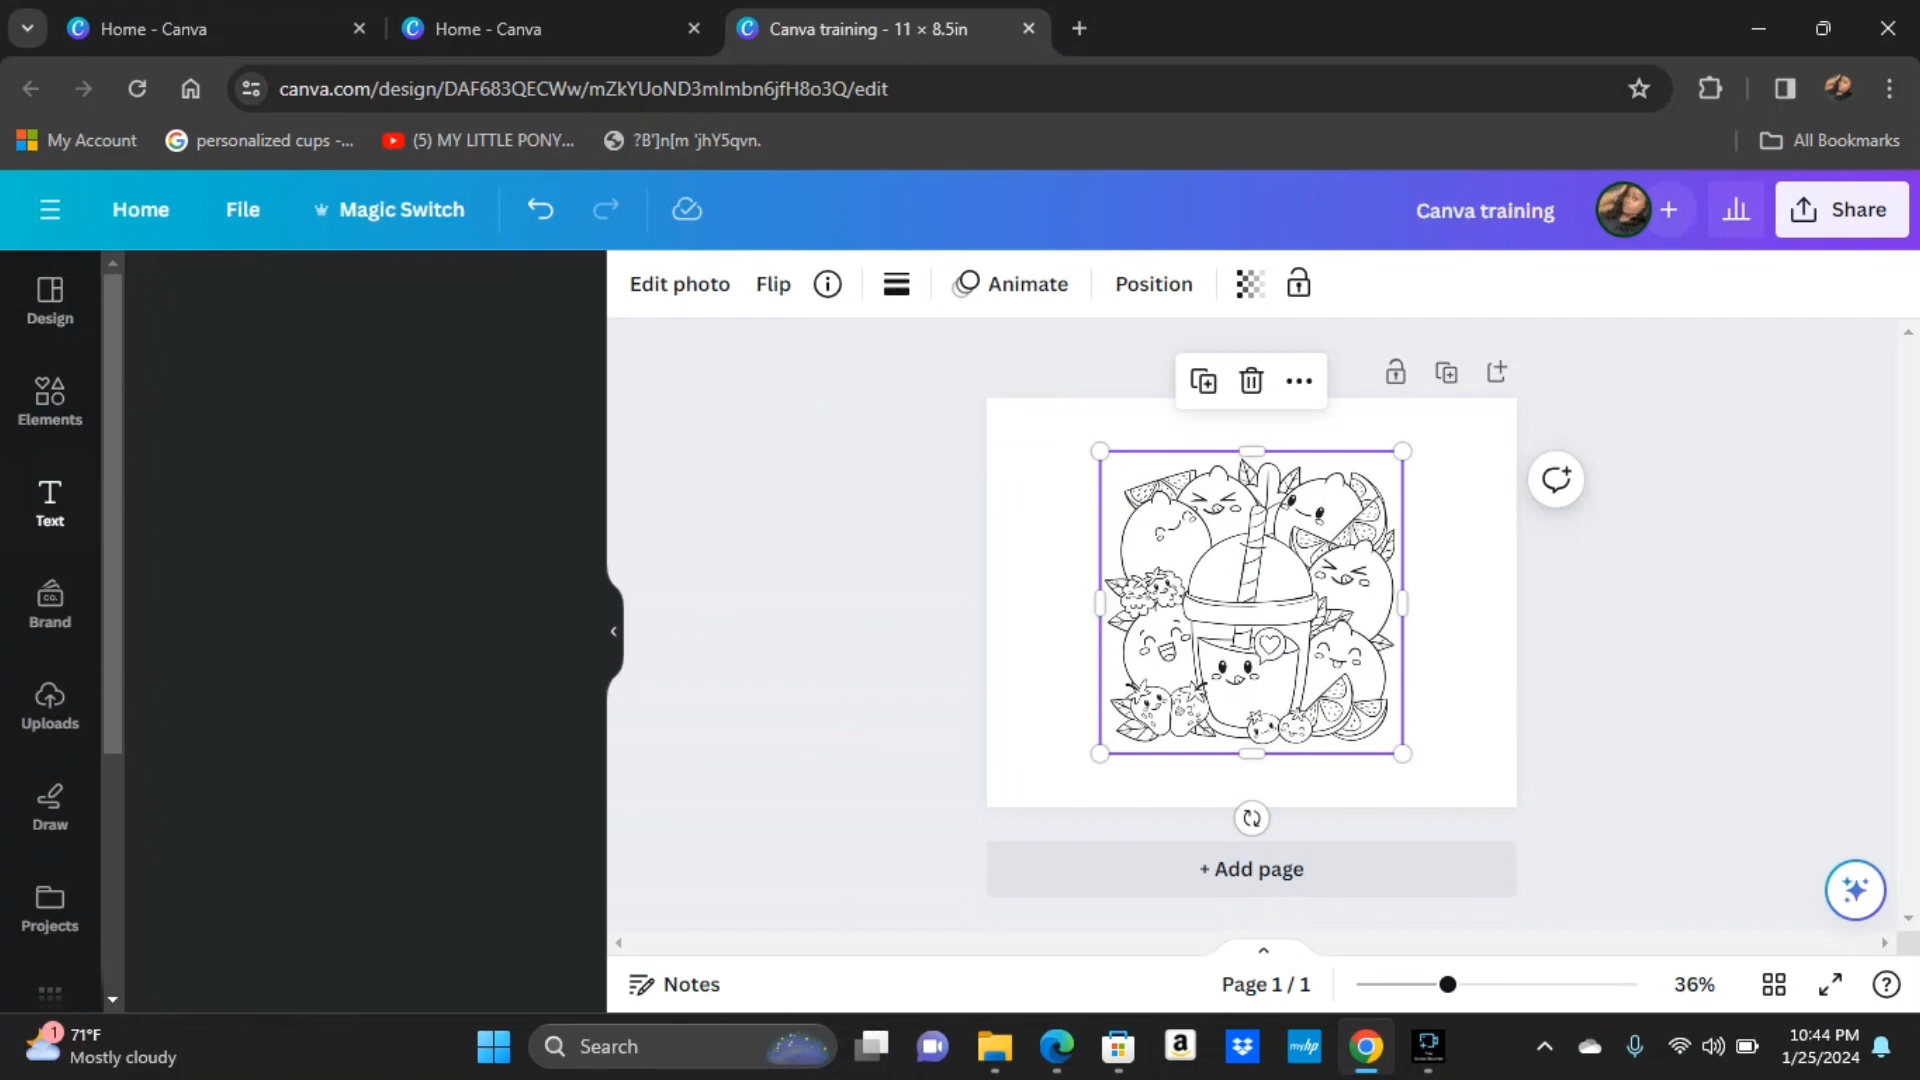 Home - Canva
Home - Canva
Canva training - 11 × 8.5in
canva.com/design/DAF683QECWw/mZkYUoND3mImbn6jfH8o3Q/edit
My Account
personalized cups -...
(5) MY LITTLE PONY...
?B']n[m 'jhY5qvn.
All Bookmarks
Home
File
Magic Switch
Canva training
Share
Design
Elements
Text
Brand
Uploads
Draw
Projects
CO.
Edit photo
Flip
Animate
Position
+ Add page
Notes
Page 1 / 1
36%
1
71°F
Mostly cloudy
Search
a
myhp
10:44 PM
1/25/2024